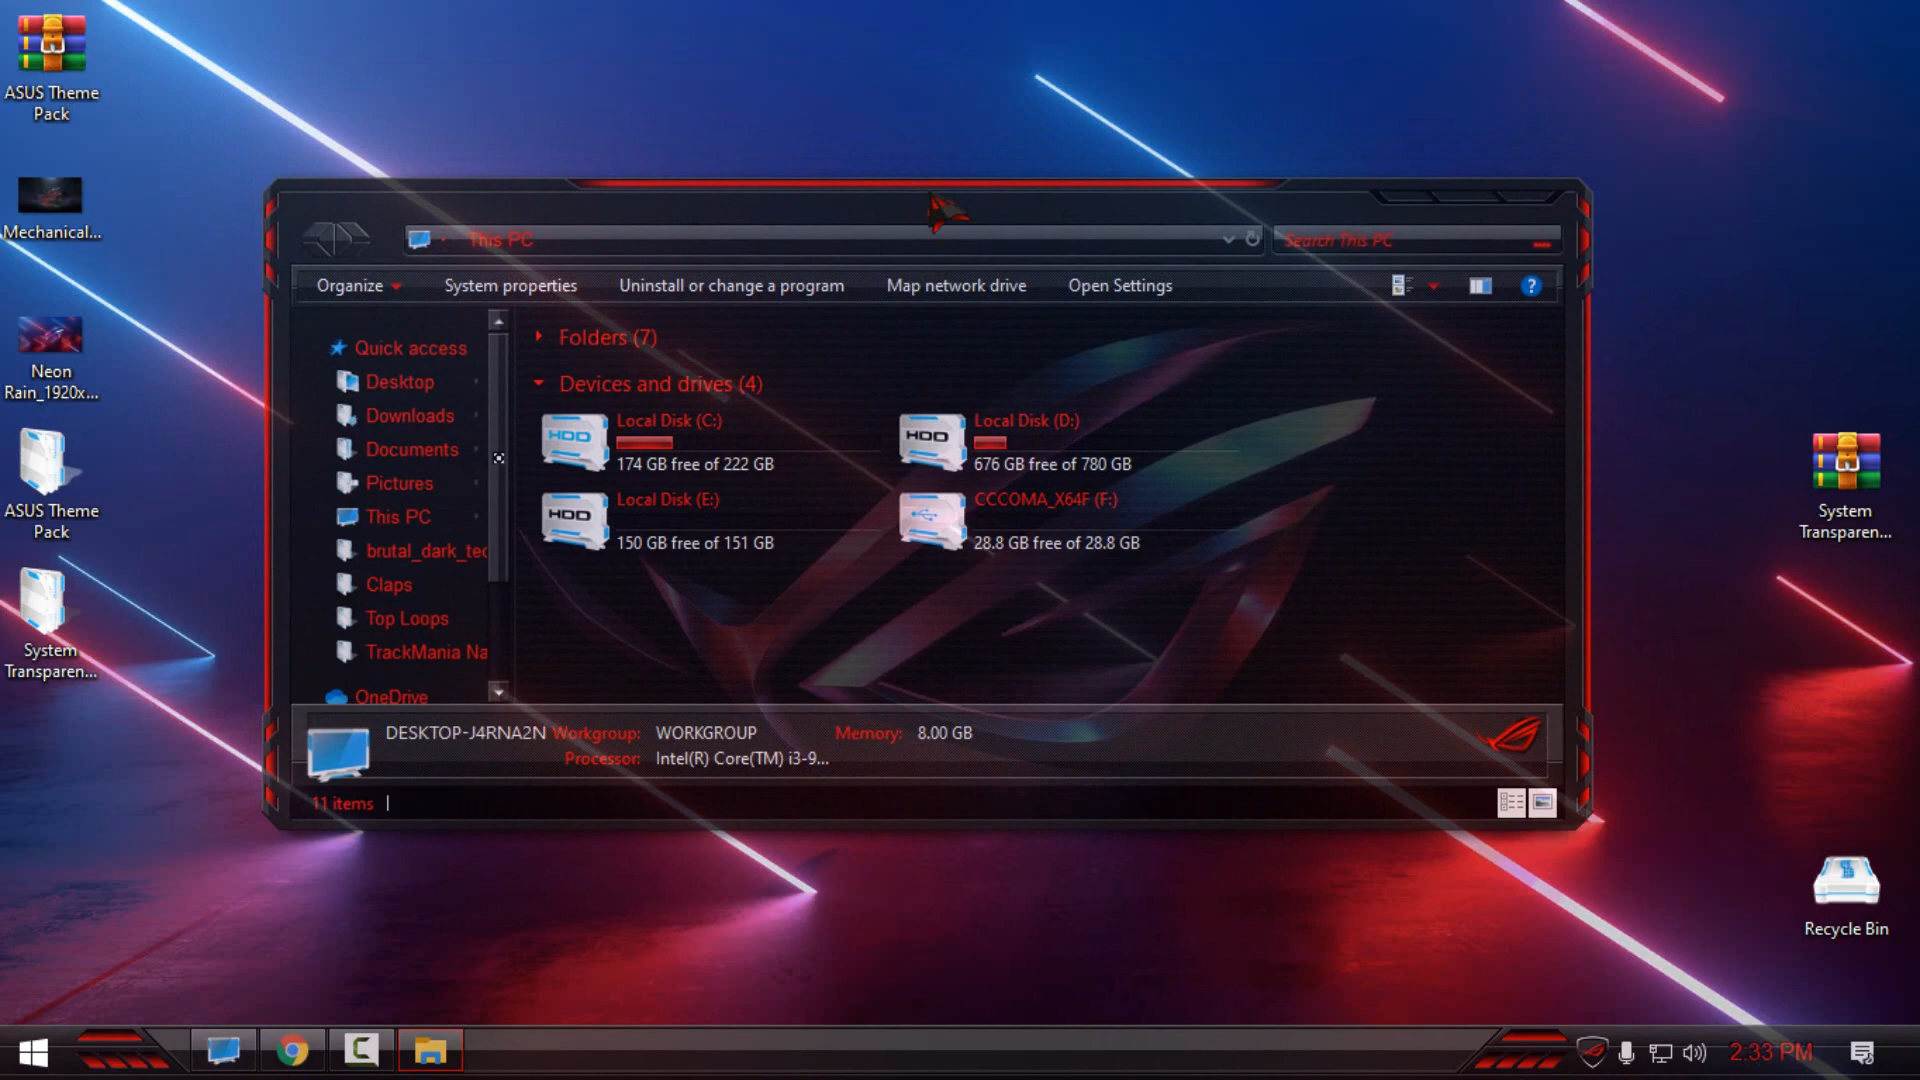 ASUS Theme
Pack
Mechanical...
Neon
Rain_1920x...
ASUS Theme
Pack
System
Transparen...
This PC
Search This PC
Organize
System properties
Uninstall or change a program
Map network drive
Open Settings
?
Quick access
Desktop
Downloads
Documents
Pictures
This PC
brutal_dark_tec
Claps
Top Loops
TrackMania Na
OneDrive
Folders (7)
Devices and drives (4)
HDD
Local Disk (C:)
174 GB free of 222 GB
HDD
Local Disk (D:)
676 GB free of 780 GB
HDD
Local Disk (E:)
150 GB free of 151 GB
CCCOMA_X64F (F:)
28.8 GB free of 28.8 GB
DESKTOP-J4RNA2N Workgroup: WORKGROUP Memory: 8.00 GB
Processor: Intel(R) Core(TM) i3-9...
11 items
System
Transparen...
Recycle Bin
2:33 PM